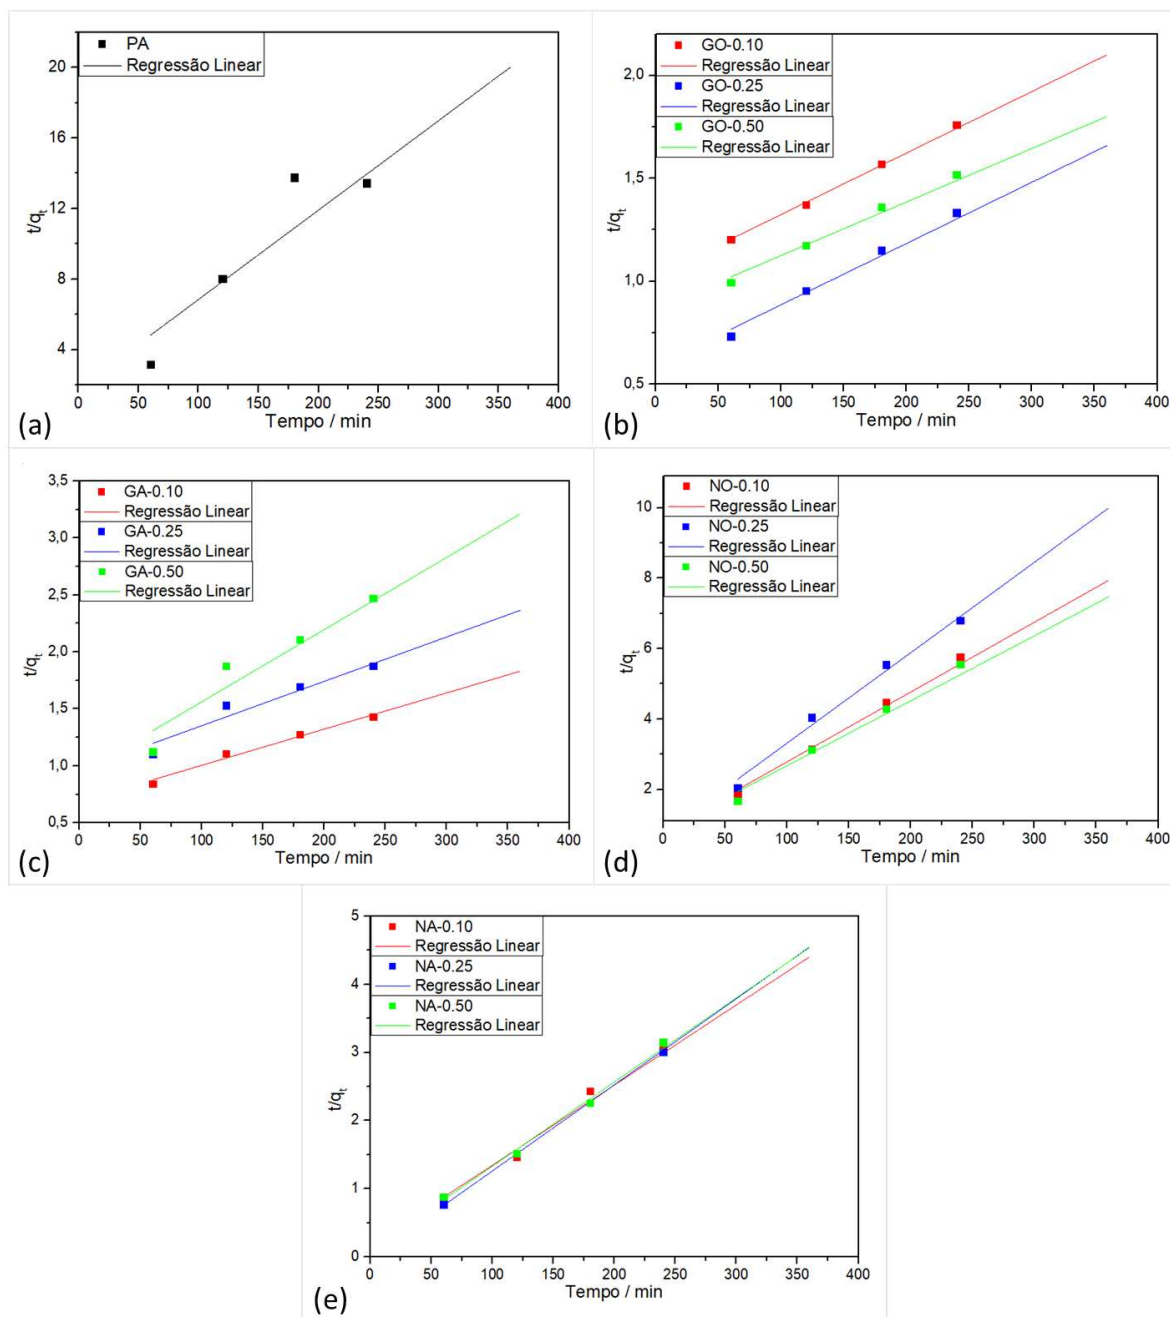 PA
Regressão Linear
20
16
12
8
4
t/qt
0 50 100 150 200 250 300 350 400
Tempo / min
(a)
GO-0.10
Regressão Linear
GO-0.25
Regressão Linear
GO-0.50
Regressão Linear
2,0
1,5
1,0
0,5
t/qt
0 50 100 150 200 250 300 350 400
Tempo / min
(b)
GA-0.10
Regressão Linear
GA-0.25
Regressão Linear
GA-0.50
Regressão Linear
3,5
3,0
2,5
2,0
1,5
1,0
0,5
t/qt
0 50 100 150 200 250 300 350 400
Tempo / min
(c)
NO-0.10
Regressão Linear
NO-0.25
Regressão Linear
NO-0.50
Regressão Linear
10
8
6
4
2
t/qt
0 50 100 150 200 250 300 350 400
Tempo / min
(d)
NA-0.10
Regressão Linear
NA-0.25
Regressão Linear
NA-0.50
Regressão Linear
5
4
3
2
1
0
t/qt
0 50 100 150 200 250 300 350 400
Tempo / min
(e)